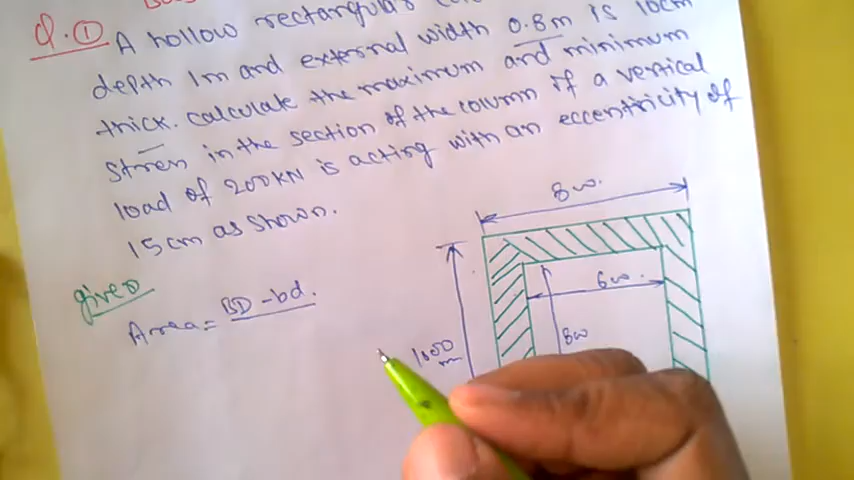 Q.① A hollow rectangular
depth 1m and external width 0.8m is 10cm
thick. calculate the maximum and minimum
stress in the section of the column if a vertical
load of 200KN is acting with an eccentricity of
15cm as shown.
800
given
Area = BD - bd.
600
1000
mm
800